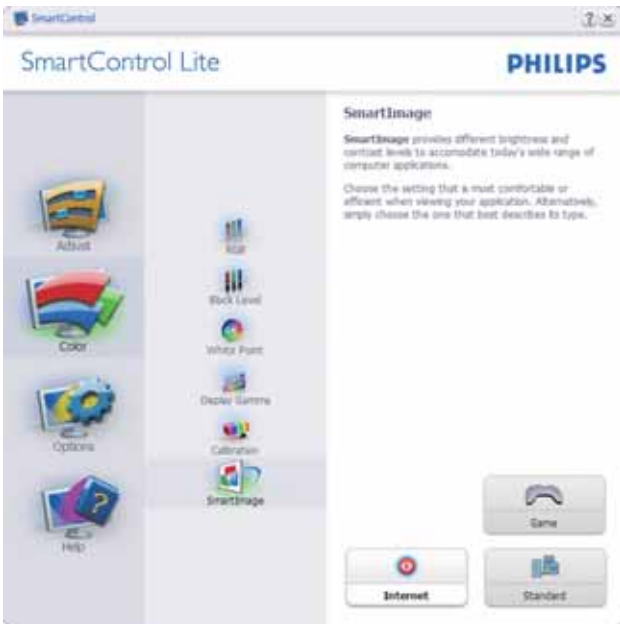 SmartControl
SmartControl Lite
PHILIPS
Adjust
Color
Options
Help
RGB
Black Level
White Point
Display Gamma
Calibration
SmartImage
SmartImage
SmartImage provides different brightness and
contrast levels to accomodate today's wide range of
computer applications.
Choose the setting that is most comfortable or
efficient when viewing your application. Alternatively,
simply choose the one that best describes its type.
Game
Internet
Standard